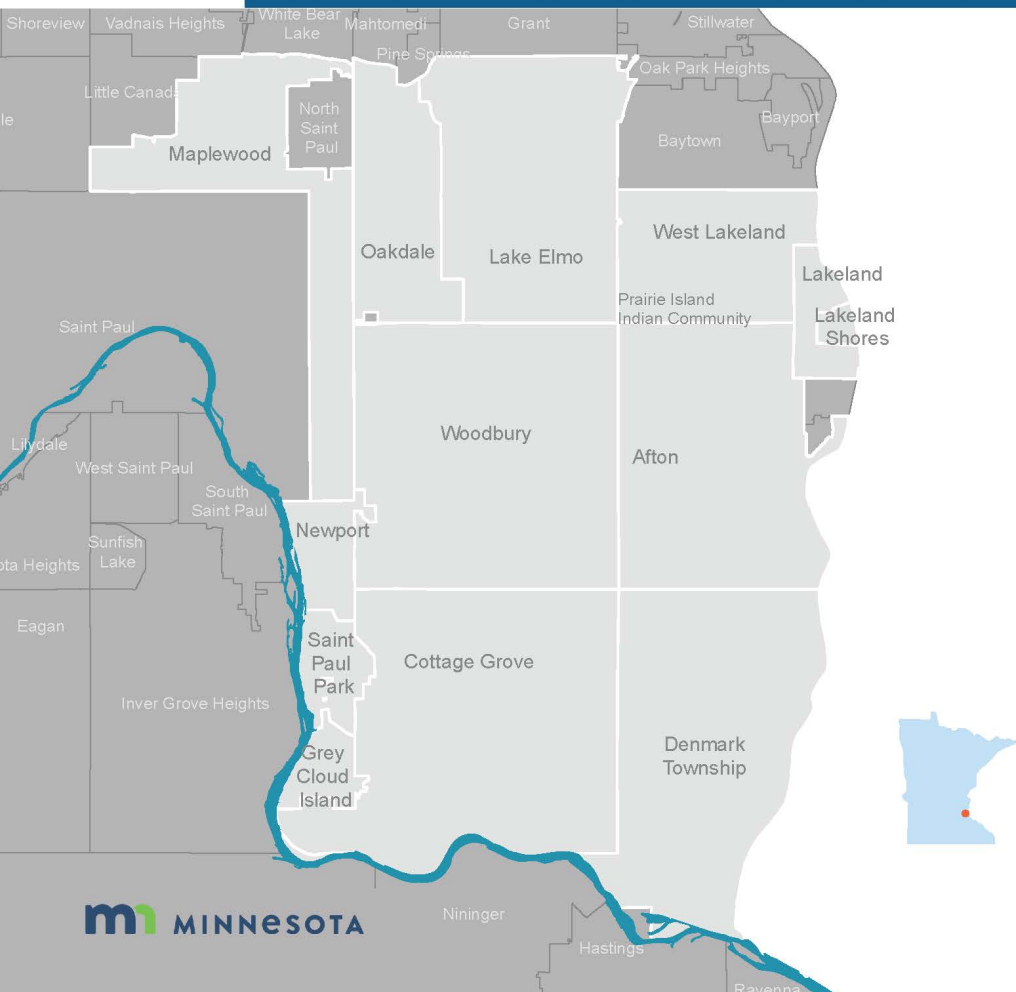 Shoreview
Vadnais Heights
White Bear
Lake
Mahtomedi
Grant
Stillwater
Pine Springs
Oak Park Heights
Little Canad
North
Saint
Paul
le
Bayport
Baytown
Maplewood
West Lakeland
Oakdale
Lake Elmo
Lakeland
Prairie Island
Indian Community
Lakeland
Shores
Saint Paul
Woodbury
Lilydale
Afton
West Saint Paul
South
Saint Paul
Newport
Sunfish
Lake
ota Heights
Eagan
Saint
Paul
Park
Cottage Grove
Inver Grove Heights
Grey
Cloud
Island
Denmark
Township
MINNESOTA
Nininger
Hastings
Ravenna